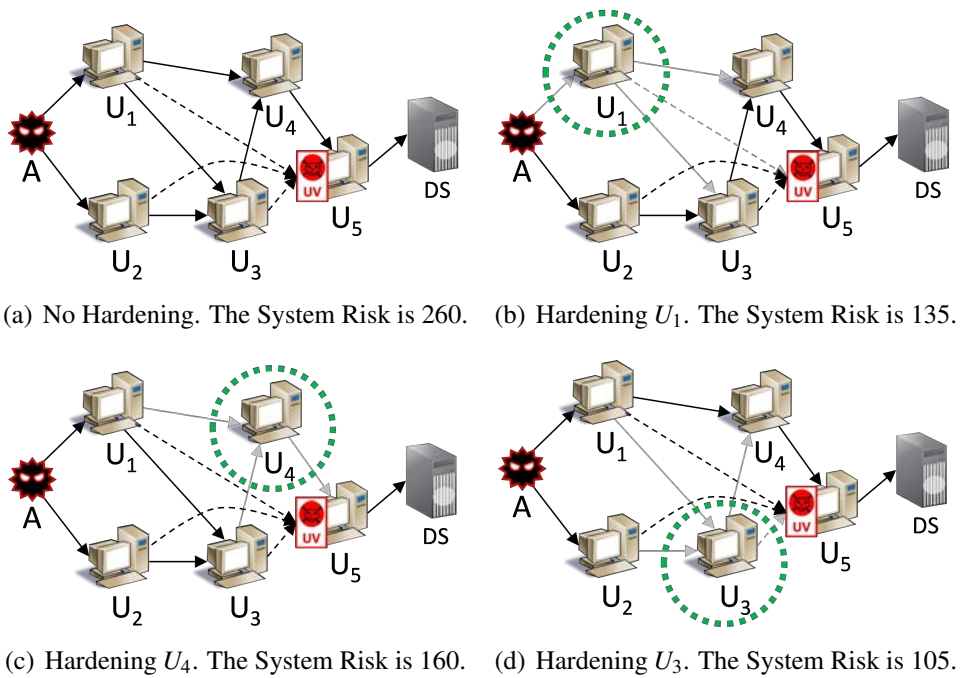 U1
U4
A
UV
DS
U5
U2
U3
(a) No Hardening. The System Risk is 260.
U1
U4
A
UV
DS
U5
U2
U3
(b) Hardening U1. The System Risk is 135.
U1
U4
A
UV
DS
U5
U2
U3
(c) Hardening U4. The System Risk is 160.
U1
U4
A
UV
DS
U5
U2
U3
(d) Hardening U3. The System Risk is 105.